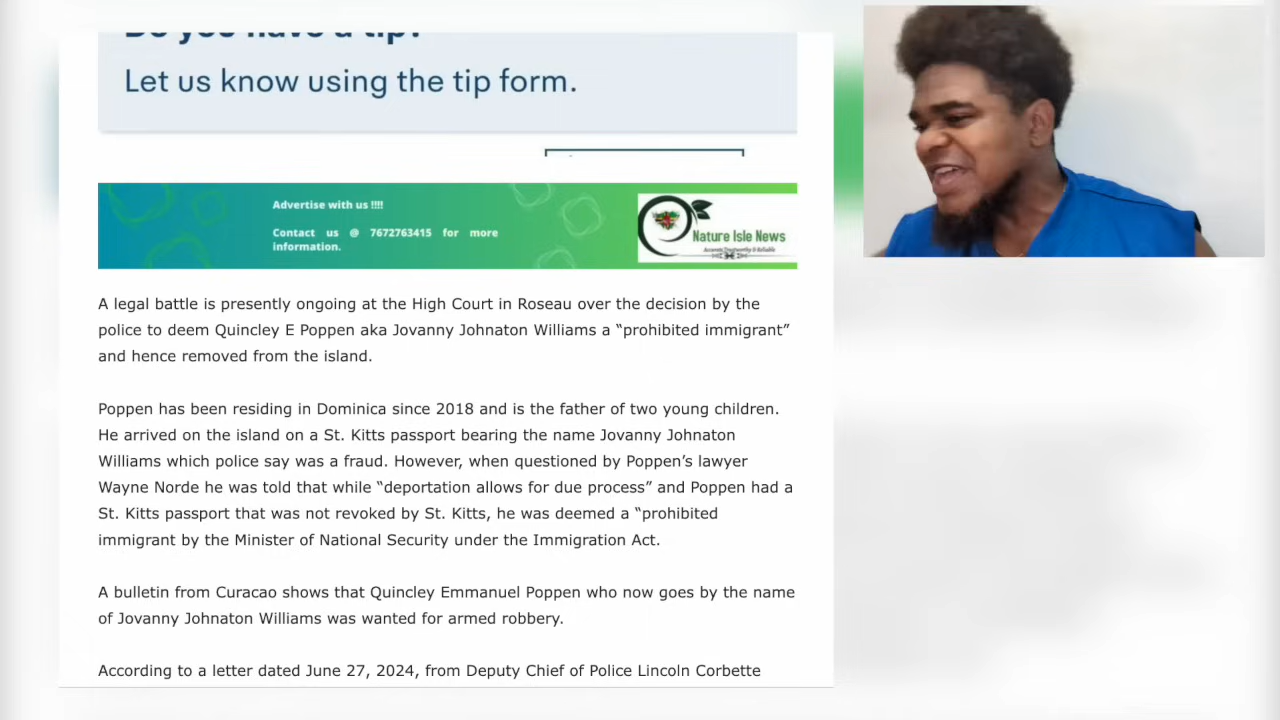 Do you have a tip?
Let us know using the tip form.
Advertise with us !!!!
Contact us @ 7672763415 for more
information.
Nature Isle News
Accurate Trustworthy & Reliable
A legal battle is presently ongoing at the High Court in Roseau over the decision by the
police to deem Quincley E Poppen aka Jovanny Johnaton Williams a “prohibited immigrant”
and hence removed from the island.
Poppen has been residing in Dominica since 2018 and is the father of two young children.
He arrived on the island on a St. Kitts passport bearing the name Jovanny Johnaton
Williams which police say was a fraud. However, when questioned by Poppen’s lawyer
Wayne Norde he was told that while “deportation allows for due process” and Poppen had a
St. Kitts passport that was not revoked by St. Kitts, he was deemed a “prohibited
immigrant by the Minister of National Security under the Immigration Act.
A bulletin from Curacao shows that Quincley Emmanuel Poppen who now goes by the name
of Jovanny Johnaton Williams was wanted for armed robbery.
According to a letter dated June 27, 2024, from Deputy Chief of Police Lincoln Corbette